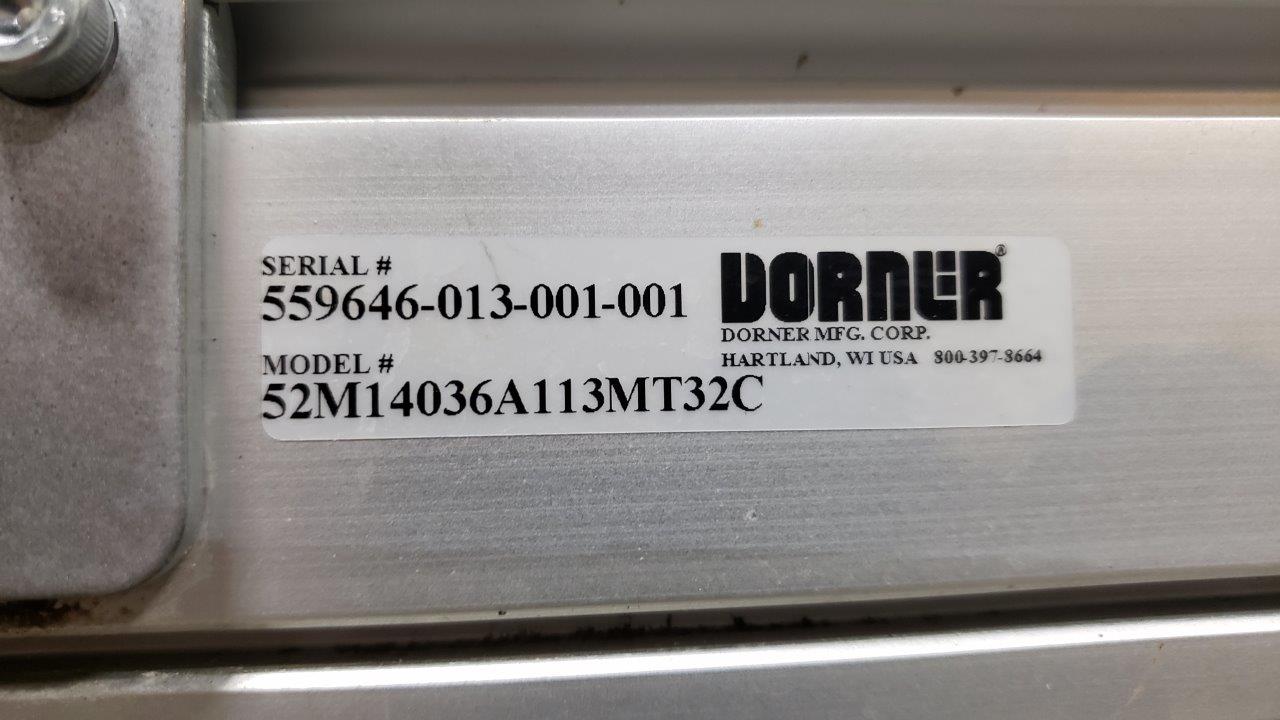 SERIAL #
559646-013-001-001
MODEL #
52M14036A113MT32C
DORNER®
DORNER MFG. CORP.
HARTLAND, WI USA 800-397-8664